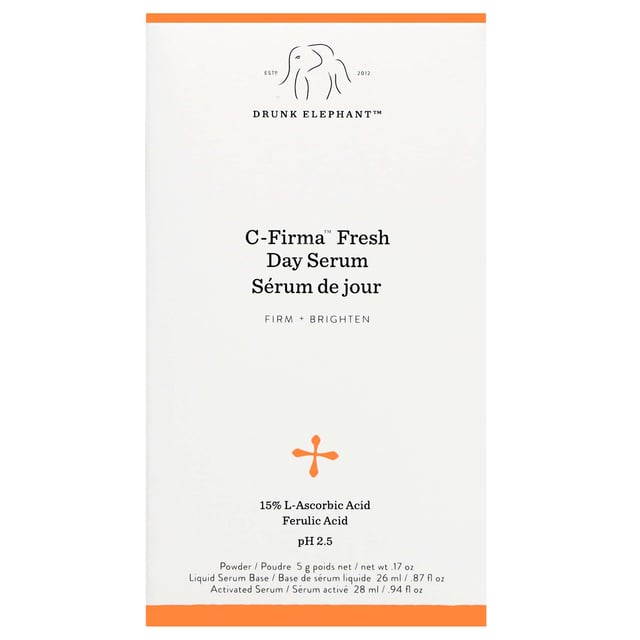 ESTD 2012
DRUNK ELEPHANT™
C-Firma™ Fresh
Day Serum
Sérum de jour
FIRM + BRIGHTEN
15% L-Ascorbic Acid
Ferulic Acid
pH 2.5
Powder / Poudre 5 g poids net / net wt .17 oz
Liquid Serum Base / Base de sérum liquide 26 ml / .87 fl oz
Activated Serum / Sérum activé 28 ml / .94 fl oz